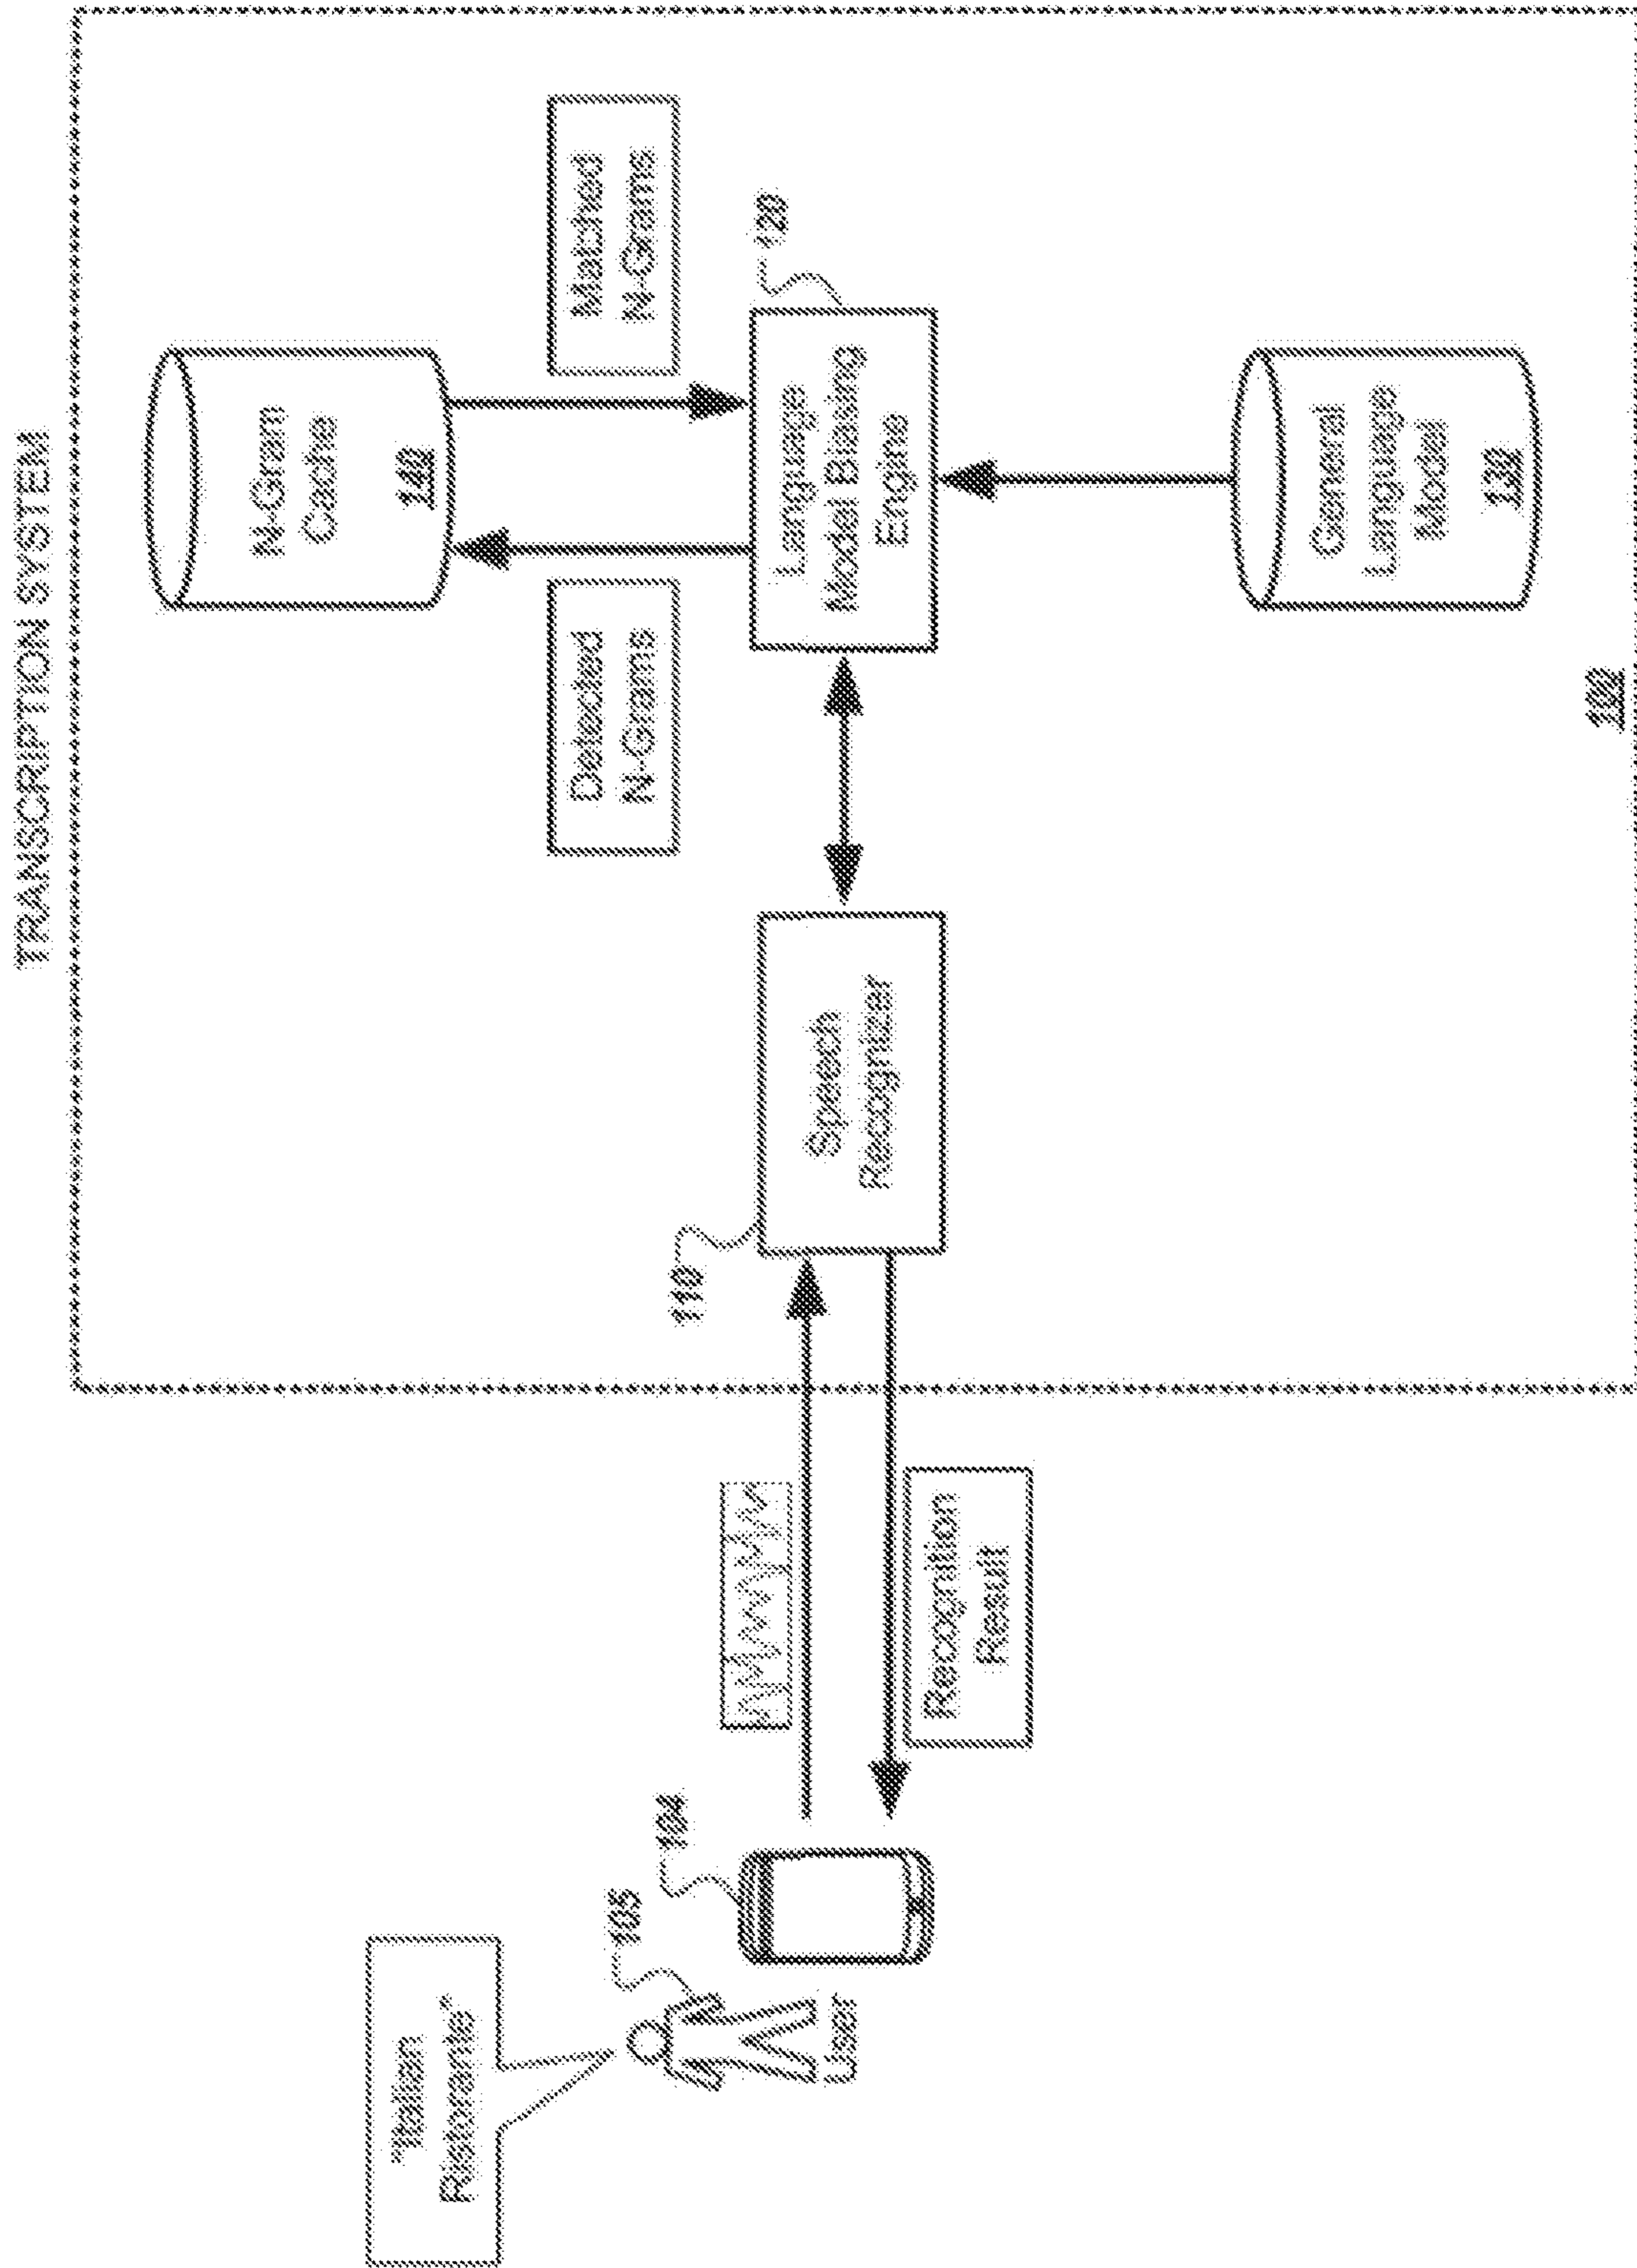 TRANSCRIPTION SYSTEM
"Italian
Ristorante"
105
User
104
Recognition
Result
110
Speech
Recognizer
Detected
N-Grams
N-Gram
Cache
140
Matched
N-Grams
Language
Model Biasing
Engine
120
General
Language
Model
130
100